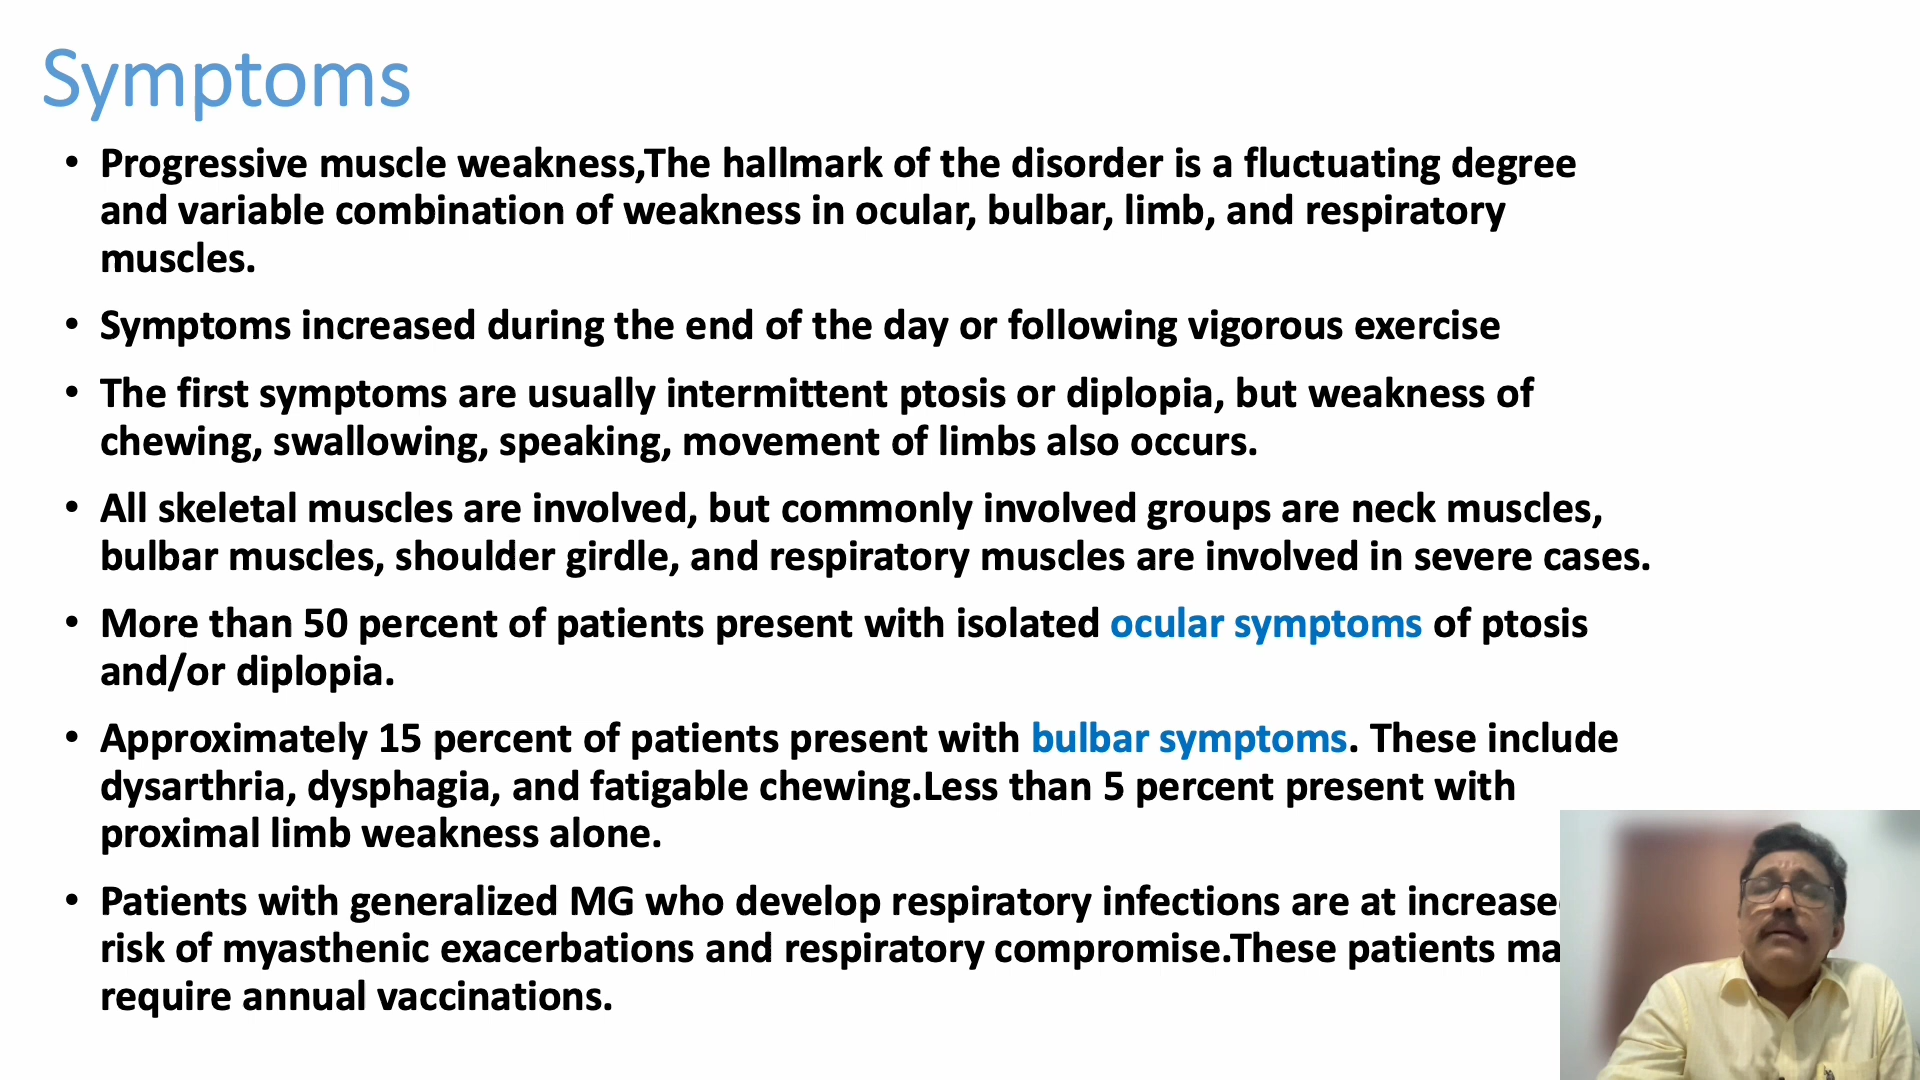 Symptoms
• Progressive muscle weakness,The hallmark of the disorder is a fluctuating degree
and variable combination of weakness in ocular, bulbar, limb, and respiratory
muscles.
• Symptoms increased during the end of the day or following vigorous exercise
• The first symptoms are usually intermittent ptosis or diplopia, but weakness of
chewing, swallowing, speaking, movement of limbs also occurs.
• All skeletal muscles are involved, but commonly involved groups are neck muscles,
bulbar muscles, shoulder girdle, and respiratory muscles are involved in severe cases.
• More than 50 percent of patients present with isolated ocular symptoms of ptosis
and/or diplopia.
• Approximately 15 percent of patients present with bulbar symptoms. These include
dysarthria, dysphagia, and fatigable chewing.Less than 5 percent present with
proximal limb weakness alone.
• Patients with generalized MG who develop respiratory infections are at increase
risk of myasthenic exacerbations and respiratory compromise.These patients ma
require annual vaccinations.